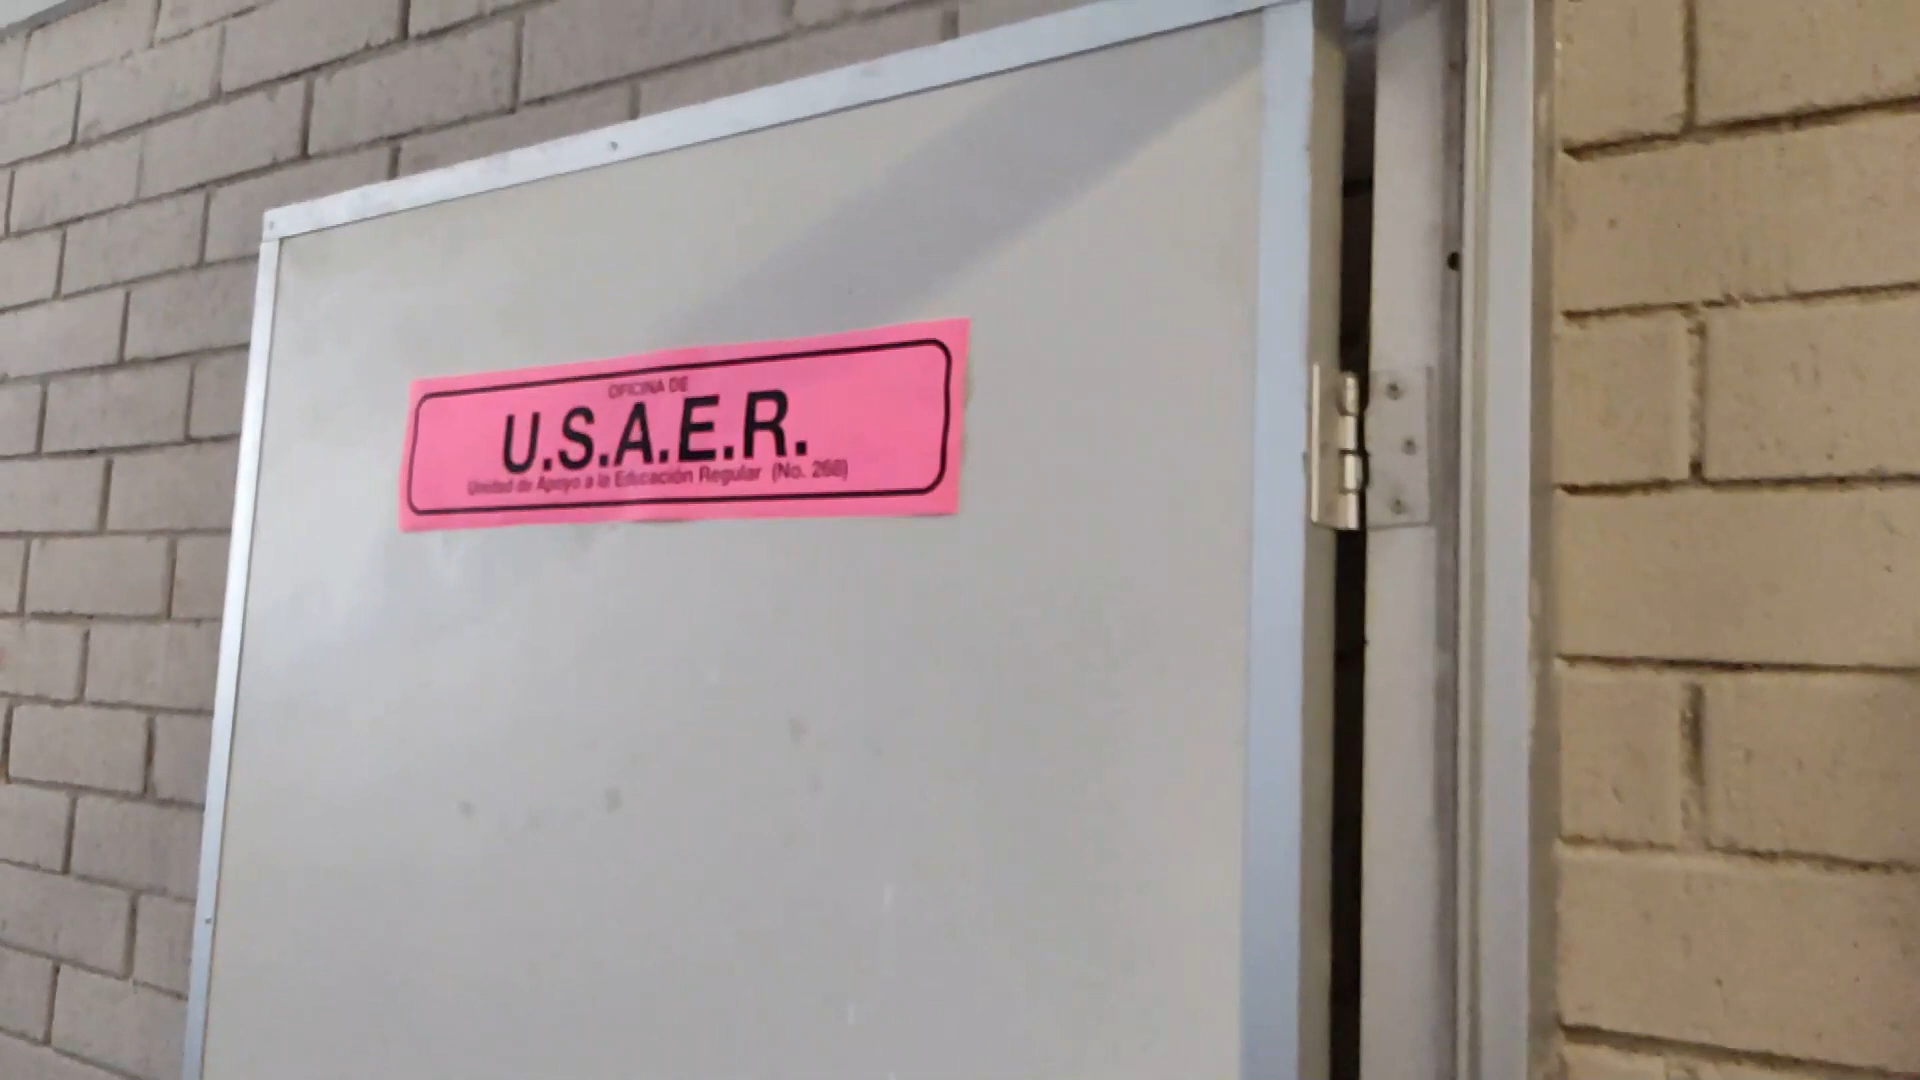 OFICINA DE
U.S.A.E.R.
Unidad de Apoyo a la Educación Regular (No. 268)